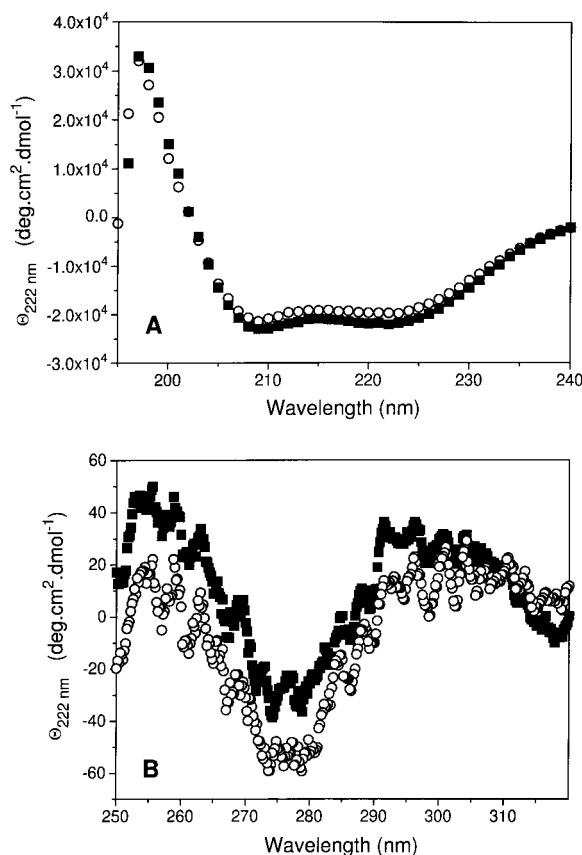 4.0x10⁴
3.0x10⁴
2.0x10⁴
1.0x10⁴
0.0
-1.0x10⁴
-2.0x10⁴
-3.0x10⁴
Θ222 nm (deg.cm².dmol⁻¹)
A
200 210 220 230 240
Wavelength (nm)
60
40
20
0
-20
-40
-60
Θ222 nm (deg.cm².dmol⁻¹)
B
250 260 270 280 290 300 310
Wavelength (nm)